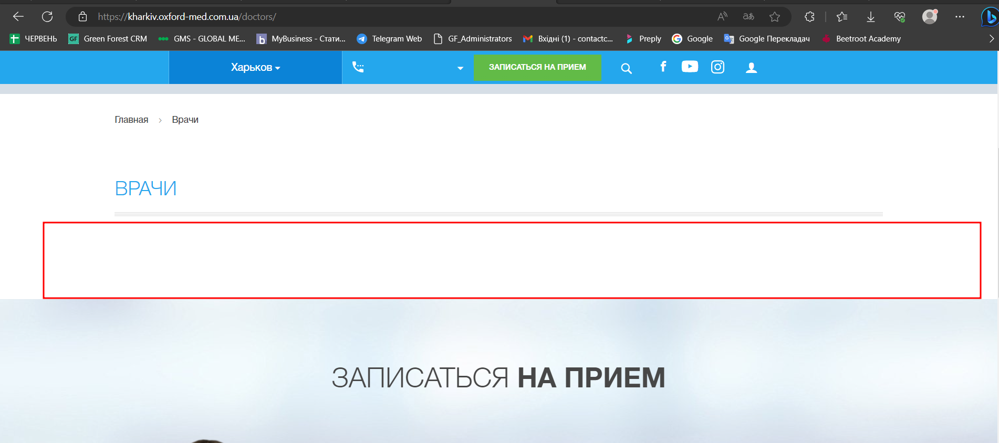 https://kharkiv.oxford-med.com.ua/doctors/
ЧЕРВЕНЬ GF Green Forest CRM GMS - GLOBAL ME... b MyBusiness - Стати... Telegram Web GF_Administrators Вхідні (1) - contactc... Preply Google Google Перекладач Beetroot Academy
Харьков ЗАПИСАТЬСЯ НА ПРИЕМ
Главная › Врачи
ВРАЧИ
ЗАПИСАТЬСЯ НА ПРИЕМ